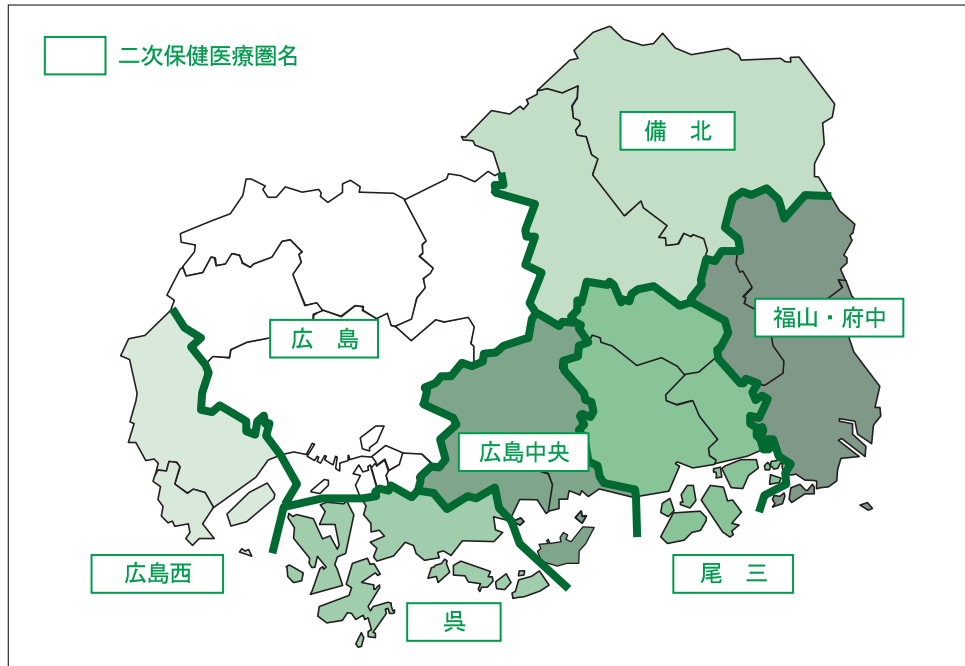 二次保健医療圏名
備 北
福山・府中
広 島
広島中央
広島西
尾 三
呉